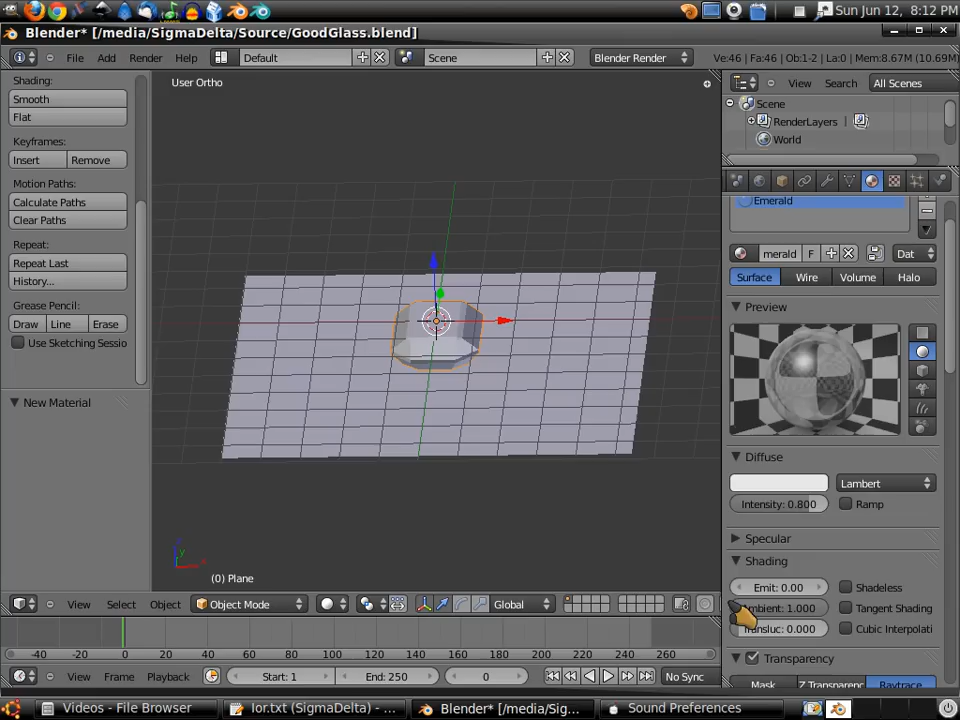 Sun Jun 12, 8:12 PM
Blender* [/media/SigmaDelta/Source/GoodGlass.blend]
File Add Render Help Default Scene Blender Render Ve:46 | Fa:46 | Ob:1-2 | La:0 | Mem:8.67M (10.69M)
Shading:
Smooth
Flat
Keyframes:
Insert Remove
Motion Paths:
Calculate Paths
Clear Paths
Repeat:
Repeat Last
History...
Grease Pencil:
Draw Line Erase
Use Sketching Sessio
New Material
User Ortho
(0) Plane
View Select Object Object Mode Global
-40 -20 0 20 40 60 80 100 120 140 160 180 200 220 240 260
View Frame Playback Start: 1 End: 250 0 No Sync
View Search All Scenes
Scene
RenderLayers
World
Emerald
merald F Dat
Surface Wire Volume Halo
Preview
Diffuse
Lambert
Intensity: 0.800 Ramp
Specular
Shading
Emit: 0.00 Shadeless
mbient: 1.000 Tangent Shading
Transluc: 0.000 Cubic Interpolati
Transparency
Mask Z Transparenc Raytrace
Videos - File Browser Ior.txt (SigmaDelta) - ... Blender* [/media/Sig... Sound Preferences